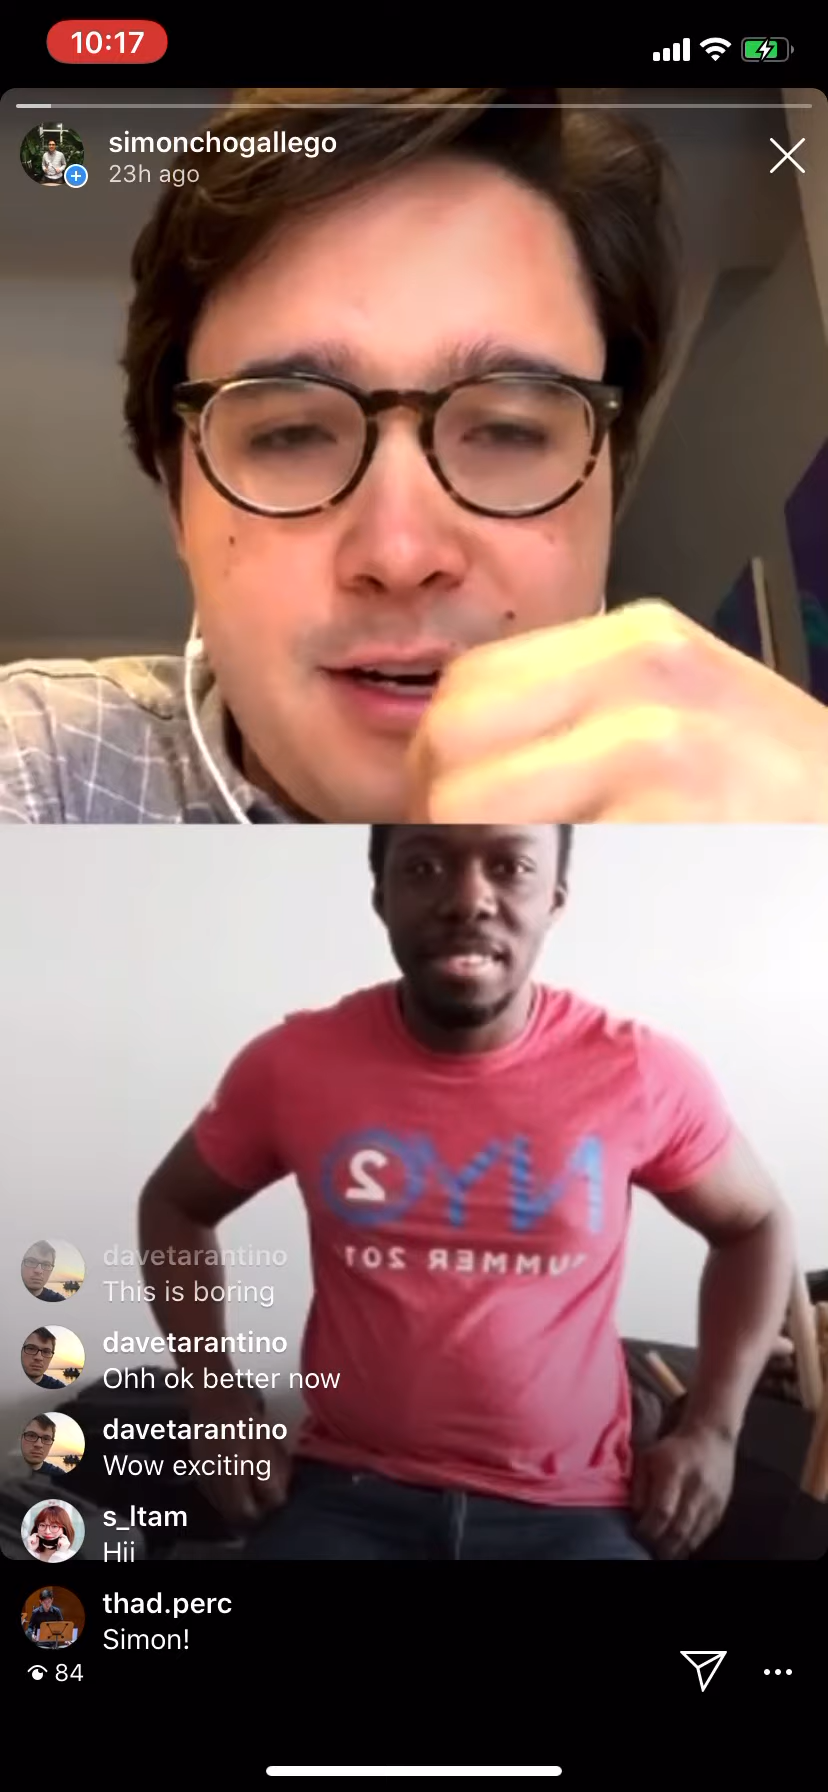 10:17
simonchogallego
23h ago
NYO2
SUMMER 201
davetarantino
This is boring
davetarantino
Ohh ok better now
davetarantino
Wow exciting
s_ltam
Hii
thad.perc
Simon!
84